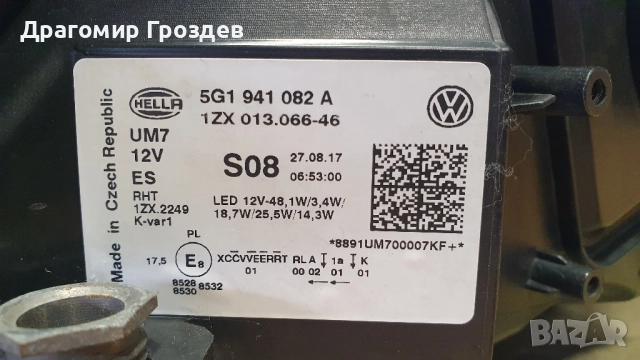 Драгомир Гроздев
Made in Czech Republic
HELLA
5G1 941 082 A
1ZX 013.066-46
UM7
12V
ES
RHT
1ZX.2249
K-var1
S08
27.08.17
06:53:00
LED 12V-48,1W/3,4W/
18,7W/25,5W/14,3W
*8891UM700007KF+*
PL
17,5
E8
XCCVVEERRT RL A 1a K
01 00 02 01 01
8528 8532
8530
BAZAR